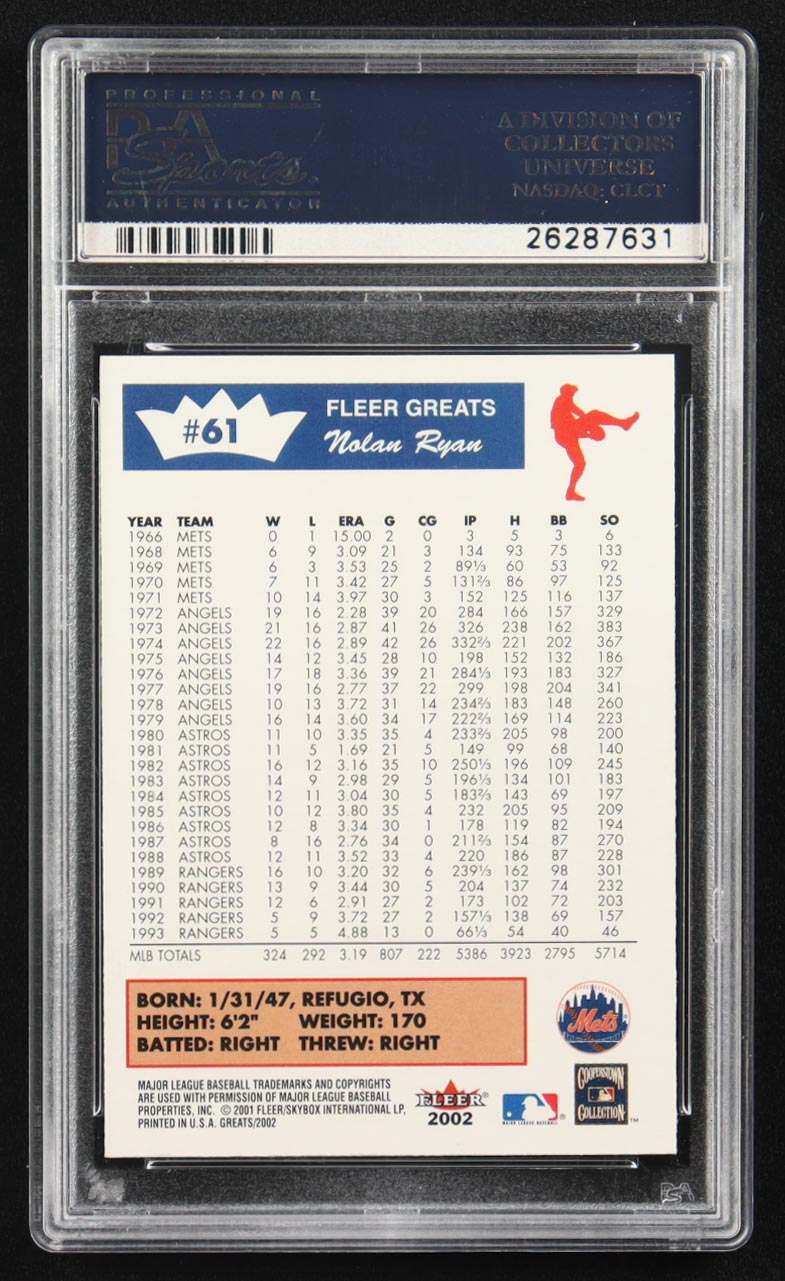 PROFESSIONAL
PSA
Sports
AUTHENTICATOR
A DIVISION OF
COLLECTORS
UNIVERSE
NASDAQ: CLCT
26287631
#61
FLEER GREATS
Nolan Ryan
YEAR TEAM W L ERA G CG IP H BB SO
1966 METS 0 1 15.00 2 0 3 5 3 6
1968 METS 6 9 3.09 21 3 134 93 75 133
1969 METS 6 3 3.53 25 2 89⅓ 60 53 92
1970 METS 7 11 3.42 27 5 131⅔ 86 97 125
1971 METS 10 14 3.97 30 3 152 125 116 137
1972 ANGELS 19 16 2.28 39 20 284 166 157 329
1973 ANGELS 21 16 2.87 41 26 326 238 162 383
1974 ANGELS 22 16 2.89 42 26 332⅔ 221 202 367
1975 ANGELS 14 12 3.45 28 10 198 152 132 186
1976 ANGELS 17 18 3.36 39 21 284⅓ 193 183 327
1977 ANGELS 19 16 2.77 37 22 299 198 204 341
1978 ANGELS 10 13 3.72 31 14 234⅔ 183 148 260
1979 ANGELS 16 14 3.60 34 17 222⅔ 169 114 223
1980 ASTROS 11 10 3.35 35 4 233⅔ 205 98 200
1981 ASTROS 11 5 1.69 21 5 149 99 68 140
1982 ASTROS 16 12 3.16 35 10 250⅓ 196 109 245
1983 ASTROS 14 9 2.98 29 5 196⅓ 134 101 183
1984 ASTROS 12 11 3.04 30 5 183⅔ 143 69 197
1985 ASTROS 10 12 3.80 35 4 232 205 95 209
1986 ASTROS 12 8 3.34 30 1 178 119 82 194
1987 ASTROS 8 16 2.76 34 0 211⅔ 154 87 270
1988 ASTROS 12 11 3.52 33 4 220 186 87 228
1989 RANGERS 16 10 3.20 32 6 239⅓ 162 98 301
1990 RANGERS 13 9 3.44 30 5 204 137 74 232
1991 RANGERS 12 6 2.91 27 2 173 102 72 203
1992 RANGERS 5 9 3.72 27 2 157⅓ 138 69 157
1993 RANGERS 5 5 4.88 13 0 66⅓ 54 40 46
MLB TOTALS 324 292 3.19 807 222 5386 3923 2795 5714
BORN: 1/31/47, REFUGIO, TX
HEIGHT: 6'2" WEIGHT: 170
BATTED: RIGHT THREW: RIGHT
Mets
MAJOR LEAGUE BASEBALL TRADEMARKS AND COPYRIGHTS
ARE USED WITH PERMISSION OF MAJOR LEAGUE BASEBALL
PROPERTIES, INC. © 2001 FLEER/SKYBOX INTERNATIONAL LP,
PRINTED IN U.S.A. GREATS/2002
FLEER®
2002
MAJOR LEAGUE BASEBALL ®
COOPERSTOWN
COLLECTION ™
PSA